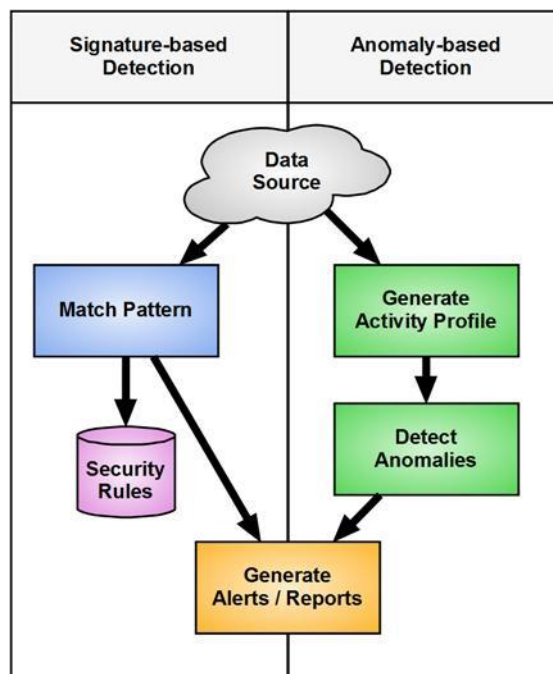 Signature-based
Detection
Anomaly-based
Detection
Data
Source
Match Pattern
Generate
Activity Profile
Security
Rules
Detect
Anomalies
Generate
Alerts / Reports